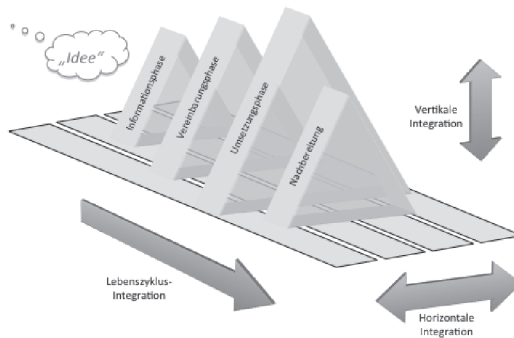 „Idee“
Informationsphase
Vereinbarungsphase
Umsetzungsphase
Nachbereitung
Vertikale
Integration
Lebenszyklus-
Integration
Horizontale
Integration